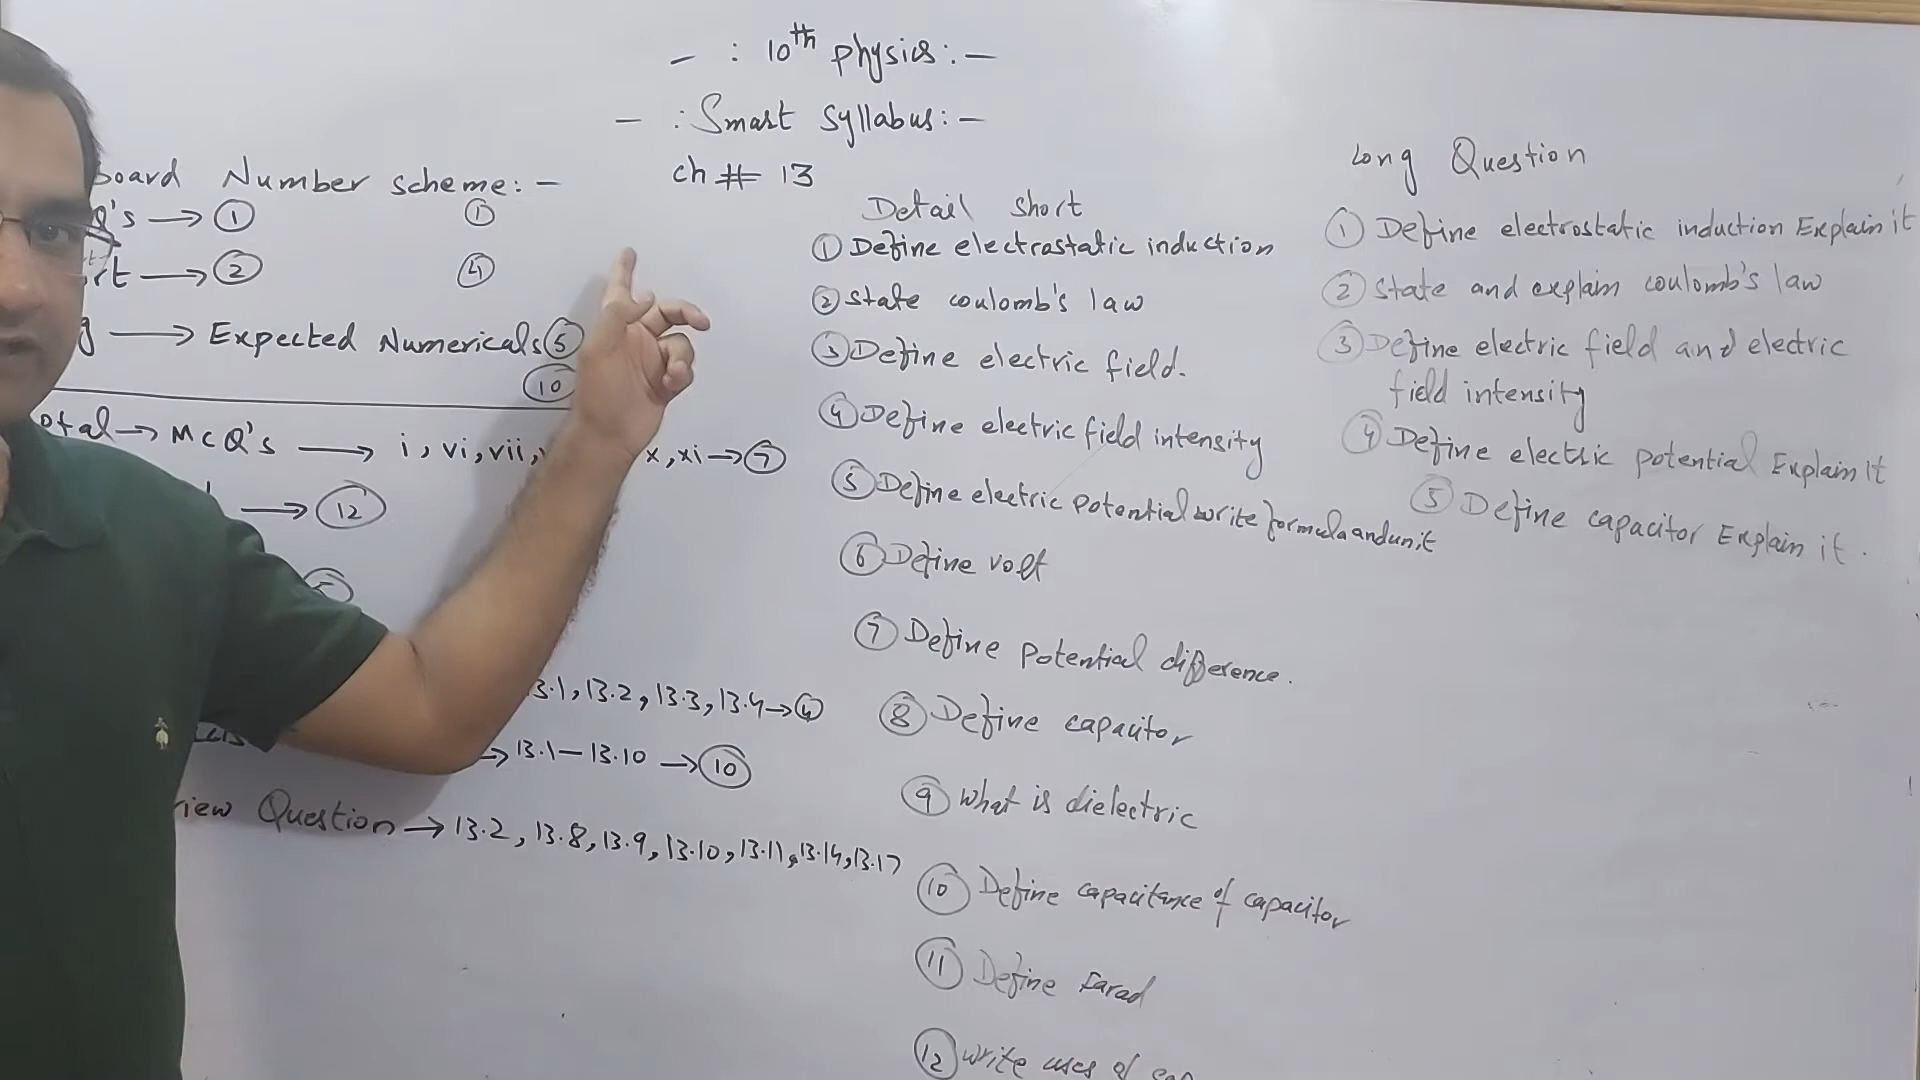 - : 10th physics : -
- : Smart Syllabus : -
ch # 13
board Number scheme : -
Q's → 1 1
rt → 2 4
g → Expected Numericals 5
10
otal → MCQ's → i, vi, vii, x, xi → 7
→ 12
13.1, 13.2, 13.3, 13.4 → 4
→ 13.1 - 13.10 → 10
view Question → 13.2, 13.8, 13.9, 13.10, 13.11, 13.14, 13.17
Detail Short
1 Define electrostatic induction
2 State coulomb's law
3 Define electric field.
4 Define electric field intensity
5 Define electric potential write formula and unit
6 Define volt
7 Define potential difference.
8 Define capacitor
9 What is dielectric
10 Define capacitance of capacitor
11 Define Farad
12 write uses of cap
Long Question
1 Define electrostatic induction Explain it
2 State and explain coulomb's law
3 Define electric field and electric
field intensity
4 Define electric potential Explain it
5 Define capacitor Explain it.